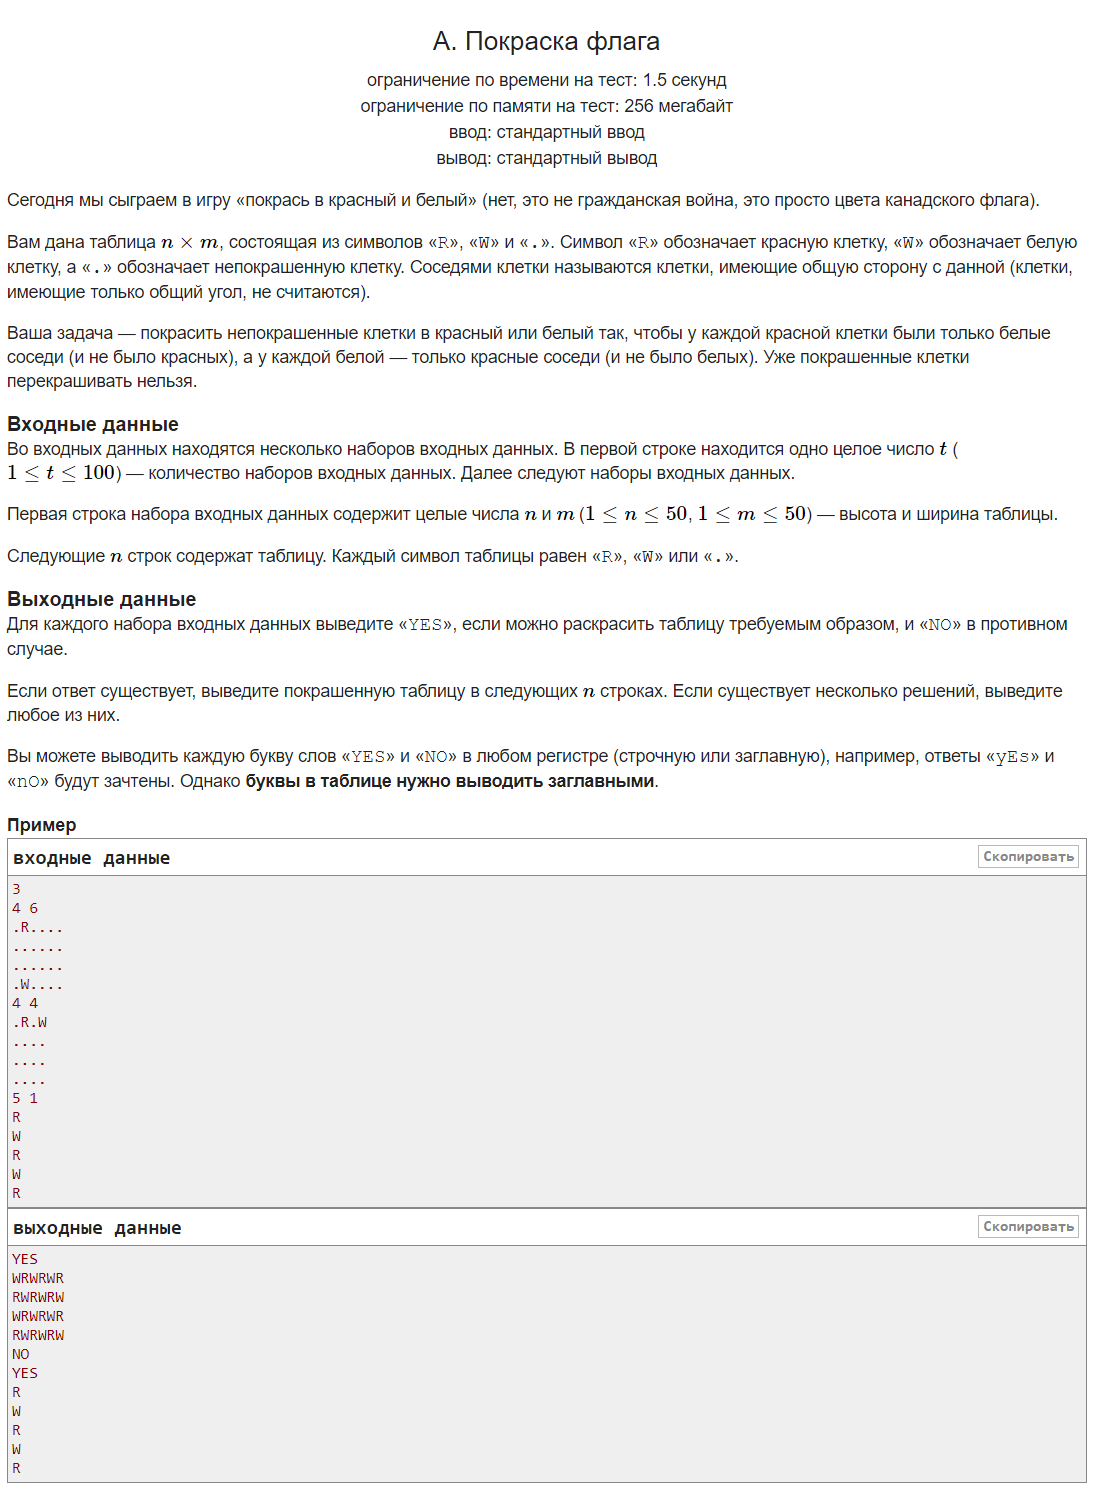 A. Покраска флага
ограничение по времени на тест: 1.5 секунд
ограничение по памяти на тест: 256 мегабайт
ввод: стандартный ввод
вывод: стандартный вывод
Сегодня мы сыграем в игру «покрась в красный и белый» (нет, это не гражданская война, это просто цвета канадского флага).
Вам дана таблица n × m, состоящая из символов «R», «W» и «.». Символ «R» обозначает красную клетку, «W» обозначает белую
клетку, а «.» обозначает непокрашенную клетку. Соседями клетки называются клетки, имеющие общую сторону с данной (клетки,
имеющие только общий угол, не считаются).
Ваша задача — покрасить непокрашенные клетки в красный или белый так, чтобы у каждой красной клетки были только белые
соседи (и не было красных), а у каждой белой — только красные соседи (и не было белых). Уже покрашенные клетки
перекрашивать нельзя.
Входные данные
Во входных данных находятся несколько наборов входных данных. В первой строке находится одно целое число t (
1 ≤ t ≤ 100) — количество наборов входных данных. Далее следуют наборы входных данных.
Первая строка набора входных данных содержит целые числа n и m (1 ≤ n ≤ 50, 1 ≤ m ≤ 50) — высота и ширина таблицы.
Следующие n строк содержат таблицу. Каждый символ таблицы равен «R», «W» или «.».
Выходные данные
Для каждого набора входных данных выведите «YES», если можно раскрасить таблицу требуемым образом, и «NO» в противном
случае.
Если ответ существует, выведите покрашенную таблицу в следующих n строках. Если существует несколько решений, выведите
любое из них.
Вы можете выводить каждую букву слов «YES» и «NO» в любом регистре (строчную или заглавную), например, ответы «yEs» и
«nO» будут зачтены. Однако буквы в таблице нужно выводить заглавными.
Пример
входные данные
Скопировать
3
4 6
.R....
......
......
.W....
4 4
.R.W
....
....
....
5 1
R
W
R
W
R
выходные данные
Скопировать
YES
WRWRWR
RWRWRW
WRWRWR
RWRWRW
NO
YES
R
W
R
W
R